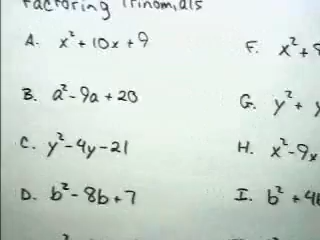 Factoring Trinomials
A. x² + 10x + 9
B. a² - 9a + 20
C. y² - 4y - 21
D. b² - 8b + 7
F. x² +
G. y² +
H. x² - 9x
I. b² +